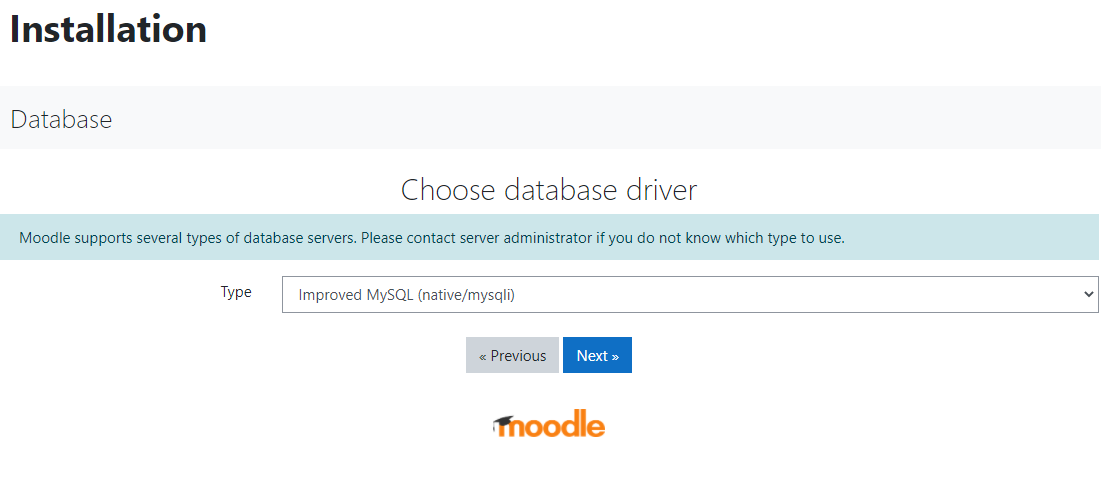 Installation
Database
Choose database driver
Moodle supports several types of database servers. Please contact server administrator if you do not know which type to use.
Type
Improved MySQL (native/mysqli)
« Previous
Next »
moodle